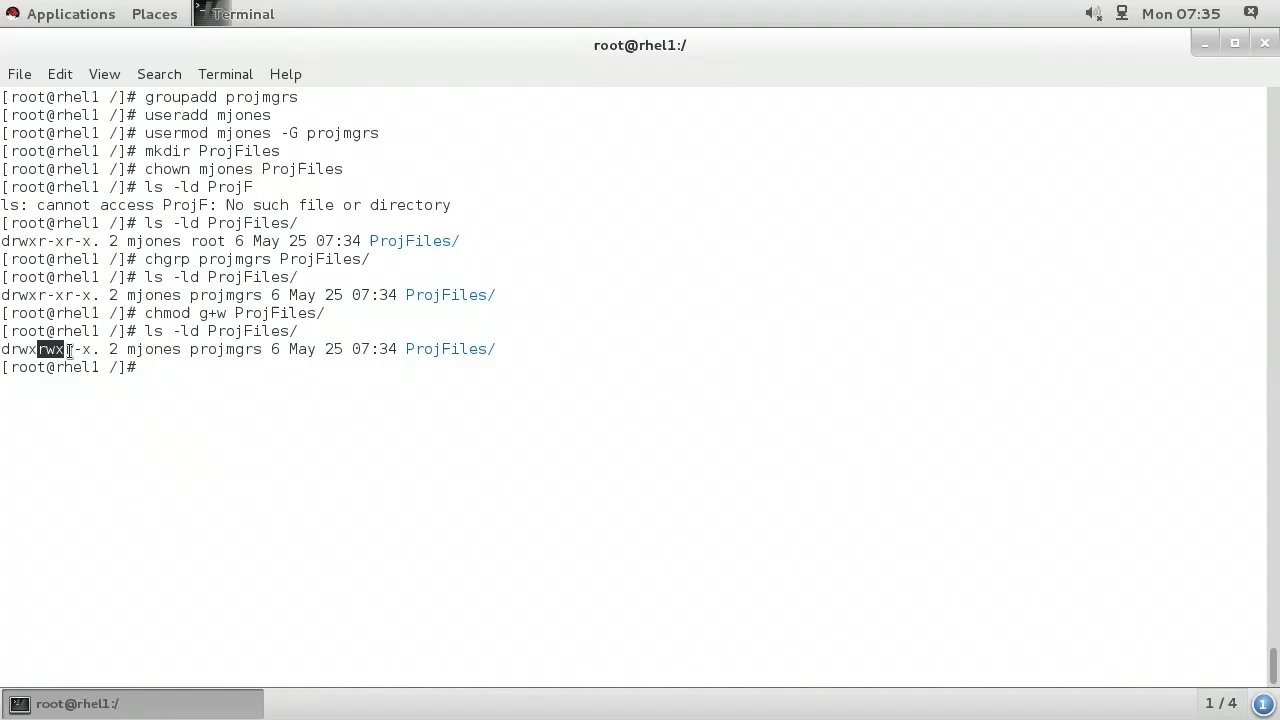 Applications Places Terminal Mon 07:35
root@rhel1:/
File Edit View Search Terminal Help
[root@rhel1 /]# groupadd projmgrs
[root@rhel1 /]# useradd mjones
[root@rhel1 /]# usermod mjones -G projmgrs
[root@rhel1 /]# mkdir ProjFiles
[root@rhel1 /]# chown mjones ProjFiles
[root@rhel1 /]# ls -ld ProjF
ls: cannot access ProjF: No such file or directory
[root@rhel1 /]# ls -ld ProjFiles/
drwxr-xr-x. 2 mjones root 6 May 25 07:34 ProjFiles/
[root@rhel1 /]# chgrp projmgrs ProjFiles/
[root@rhel1 /]# ls -ld ProjFiles/
drwxr-xr-x. 2 mjones projmgrs 6 May 25 07:34 ProjFiles/
[root@rhel1 /]# chmod g+w ProjFiles/
[root@rhel1 /]# ls -ld ProjFiles/
drwxrwxr-x. 2 mjones projmgrs 6 May 25 07:34 ProjFiles/
[root@rhel1 /]#
root@rhel1:/ 1 / 4 1